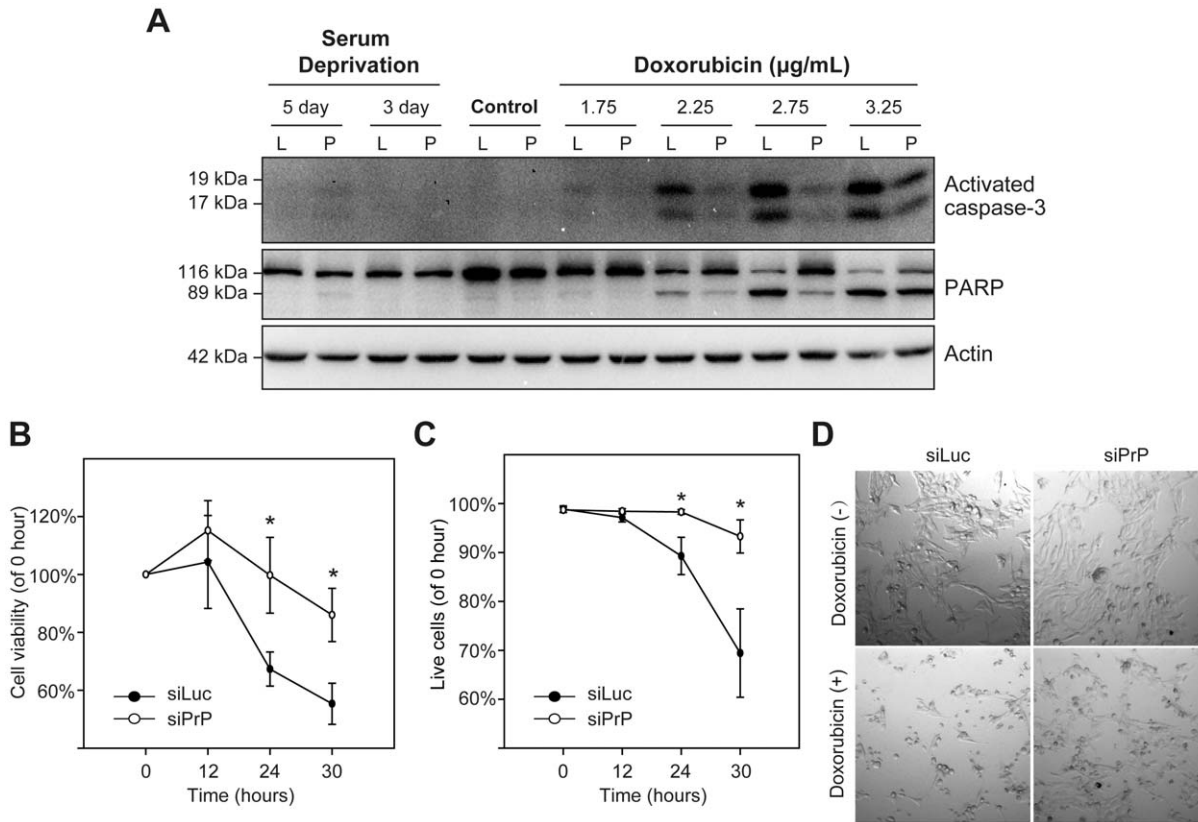 A
Serum
Deprivation
Doxorubicin (µg/mL)
5 day 3 day Control 1.75 2.25 2.75 3.25
L P L P L P L P L P L P L P
19 kDa
17 kDa
Activated
caspase-3
116 kDa
89 kDa
PARP
42 kDa
Actin
B
Cell viability (of 0 hour)
120%
100%
80%
60%
* *
siLuc
siPrP
0 12 24 30
Time (hours)
C
Live cells (of 0 hour)
100%
90%
80%
70%
60%
* *
siLuc
siPrP
0 12 24 30
Time (hours)
D
siLuc siPrP
Doxorubicin (-)
Doxorubicin (+)